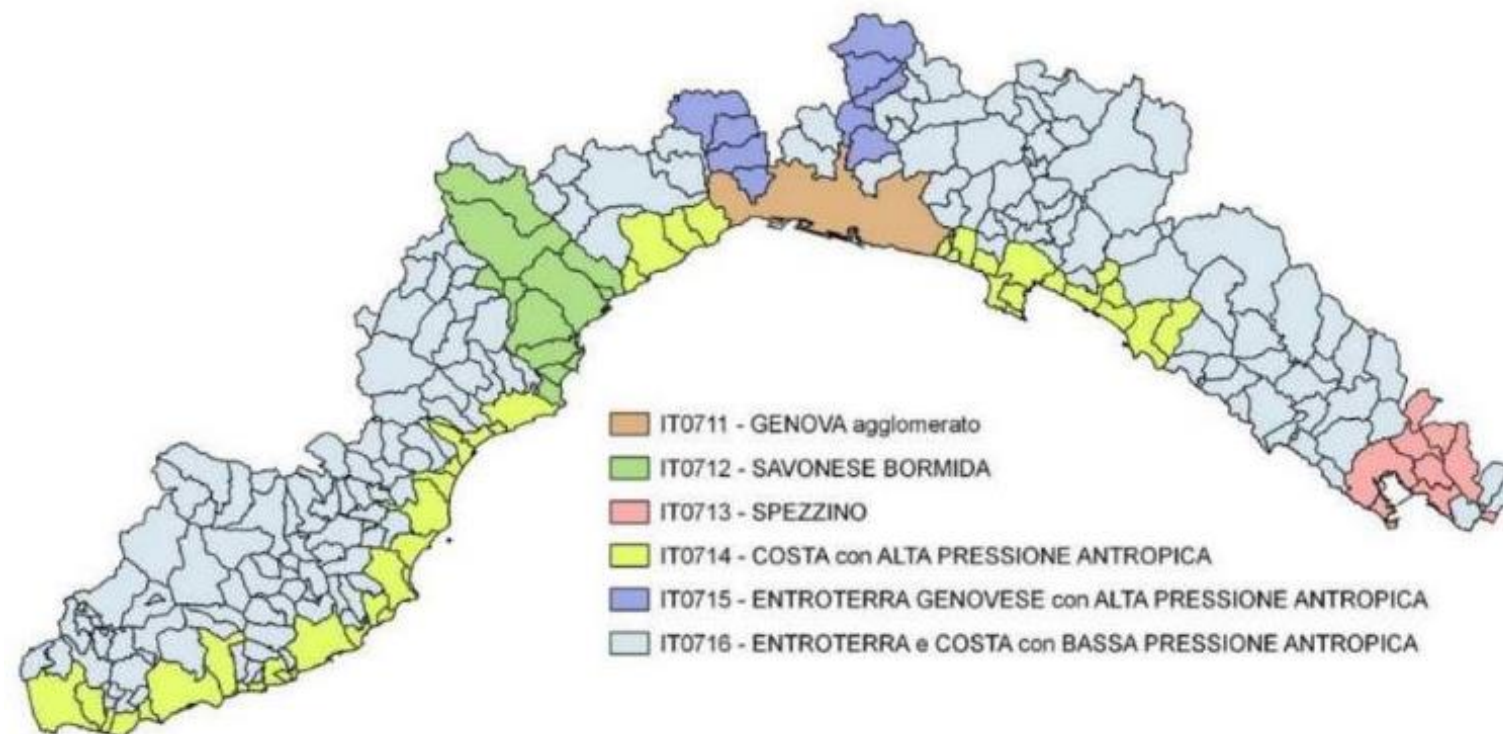 IT0711 - GENOVA agglomerato
IT0712 - SAVONESE BORMIDA
IT0713 - SPEZZINO
IT0714 - COSTA con ALTA PRESSIONE ANTROPICA
IT0715 - ENTROTERRA GENOVESE con ALTA PRESSIONE ANTROPICA
IT0716 - ENTROTERRA e COSTA con BASSA PRESSIONE ANTROPICA